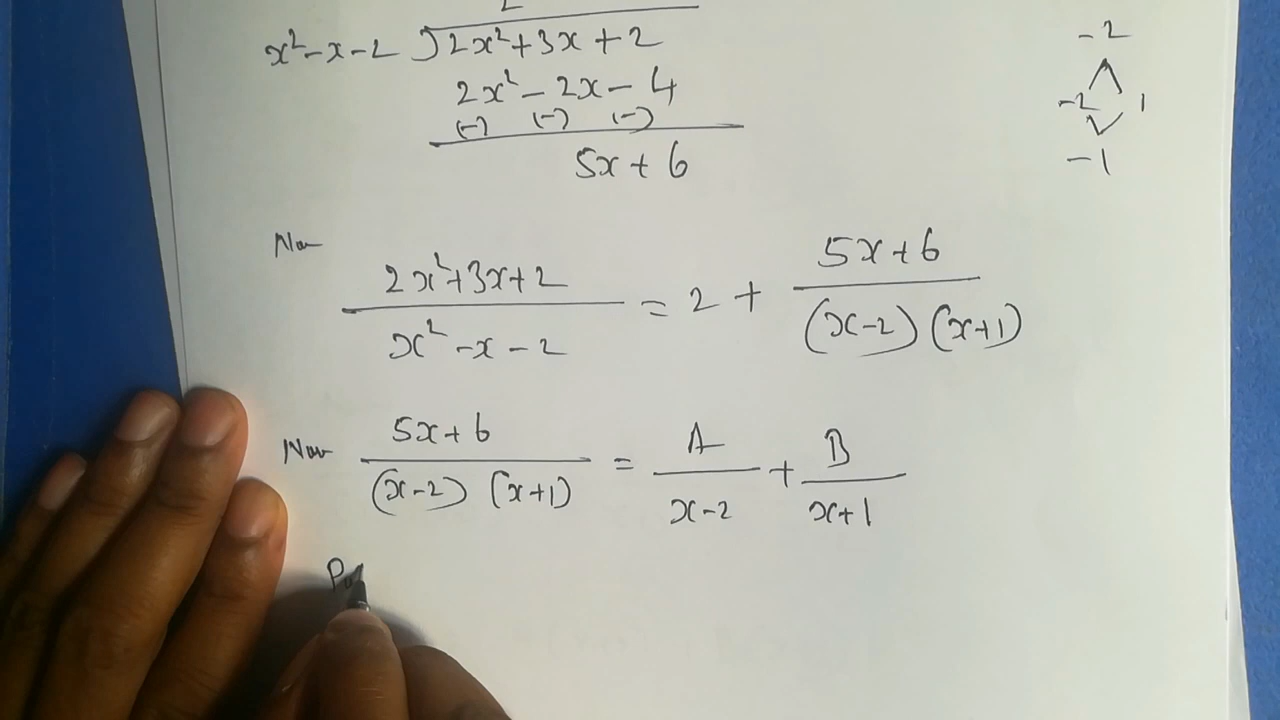 2
x²-x-2 ) 2x²+3x+2
2x²-2x-4
(-) (-) (-)
5x+6
-2
-2 1
-1
Now
2x²+3x+2 / x²-x-2 = 2 + 5x+6 / (x-2)(x+1)
Now 5x+6 / (x-2)(x+1) = A / x-2 + B / x+1